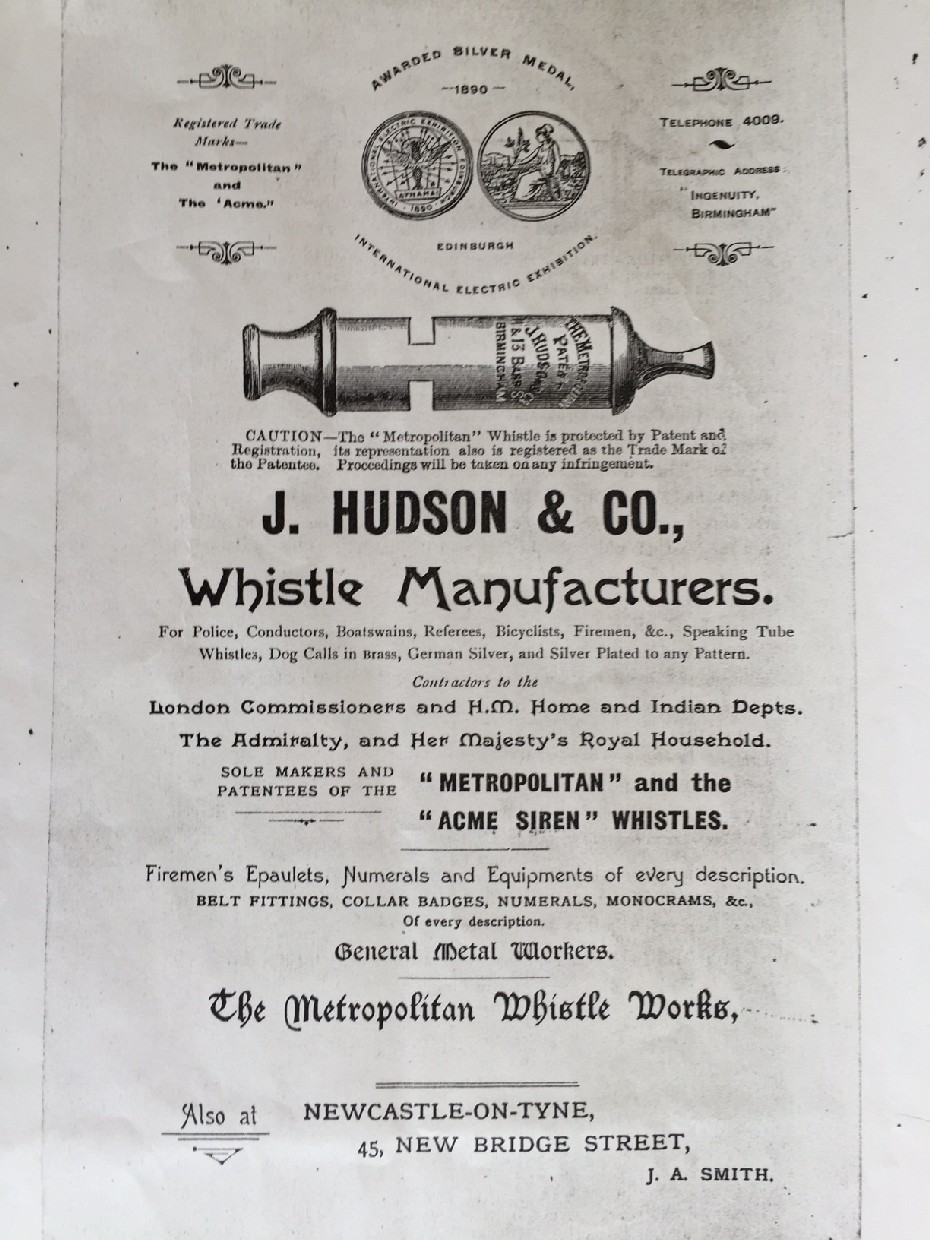 AWARDED SILVER MEDAL,
—1890—
Registered Trade
Marks—
The "Metropolitan"
and
The 'Acme."
EDINBURGH
INTERNATIONAL ELECTRIC EXHIBITION.
TELEPHONE 4009.
TELEGRAPHIC ADDRESS:
"INGENUITY,
BIRMINGHAM"
THE METROPOLITAN
PATENT
J. HUDSON & CO
13 BARR ST
BIRMINGHAM
CAUTION—The "Metropolitan" Whistle is protected by Patent and
Registration, its representation also is registered as the Trade Mark of
the Patentee. Proceedings will be taken on any infringement.
J. HUDSON & CO.,
Whistle Manufacturers.
For Police, Conductors, Boatswains, Referees, Bicyclists, Firemen, &c., Speaking Tube
Whistles, Dog Calls in Brass, German Silver, and Silver Plated to any Pattern.
Contractors to the
London Commissioners and H.M. Home and Indian Depts.
The Admiralty, and Her Majesty's Royal Household.
SOLE MAKERS AND
PATENTEES OF THE
"METROPOLITAN" and the
"ACME SIREN" WHISTLES.
Firemen's Epaulets, Numerals and Equipments of every description.
BELT FITTINGS, COLLAR BADGES, NUMERALS, MONOCRAMS, &c.,
Of every description.
General Metal Workers.
The Metropolitan Whistle Works,
Also at
NEWCASTLE-ON-TYNE,
45, NEW BRIDGE STREET,
J. A. SMITH.